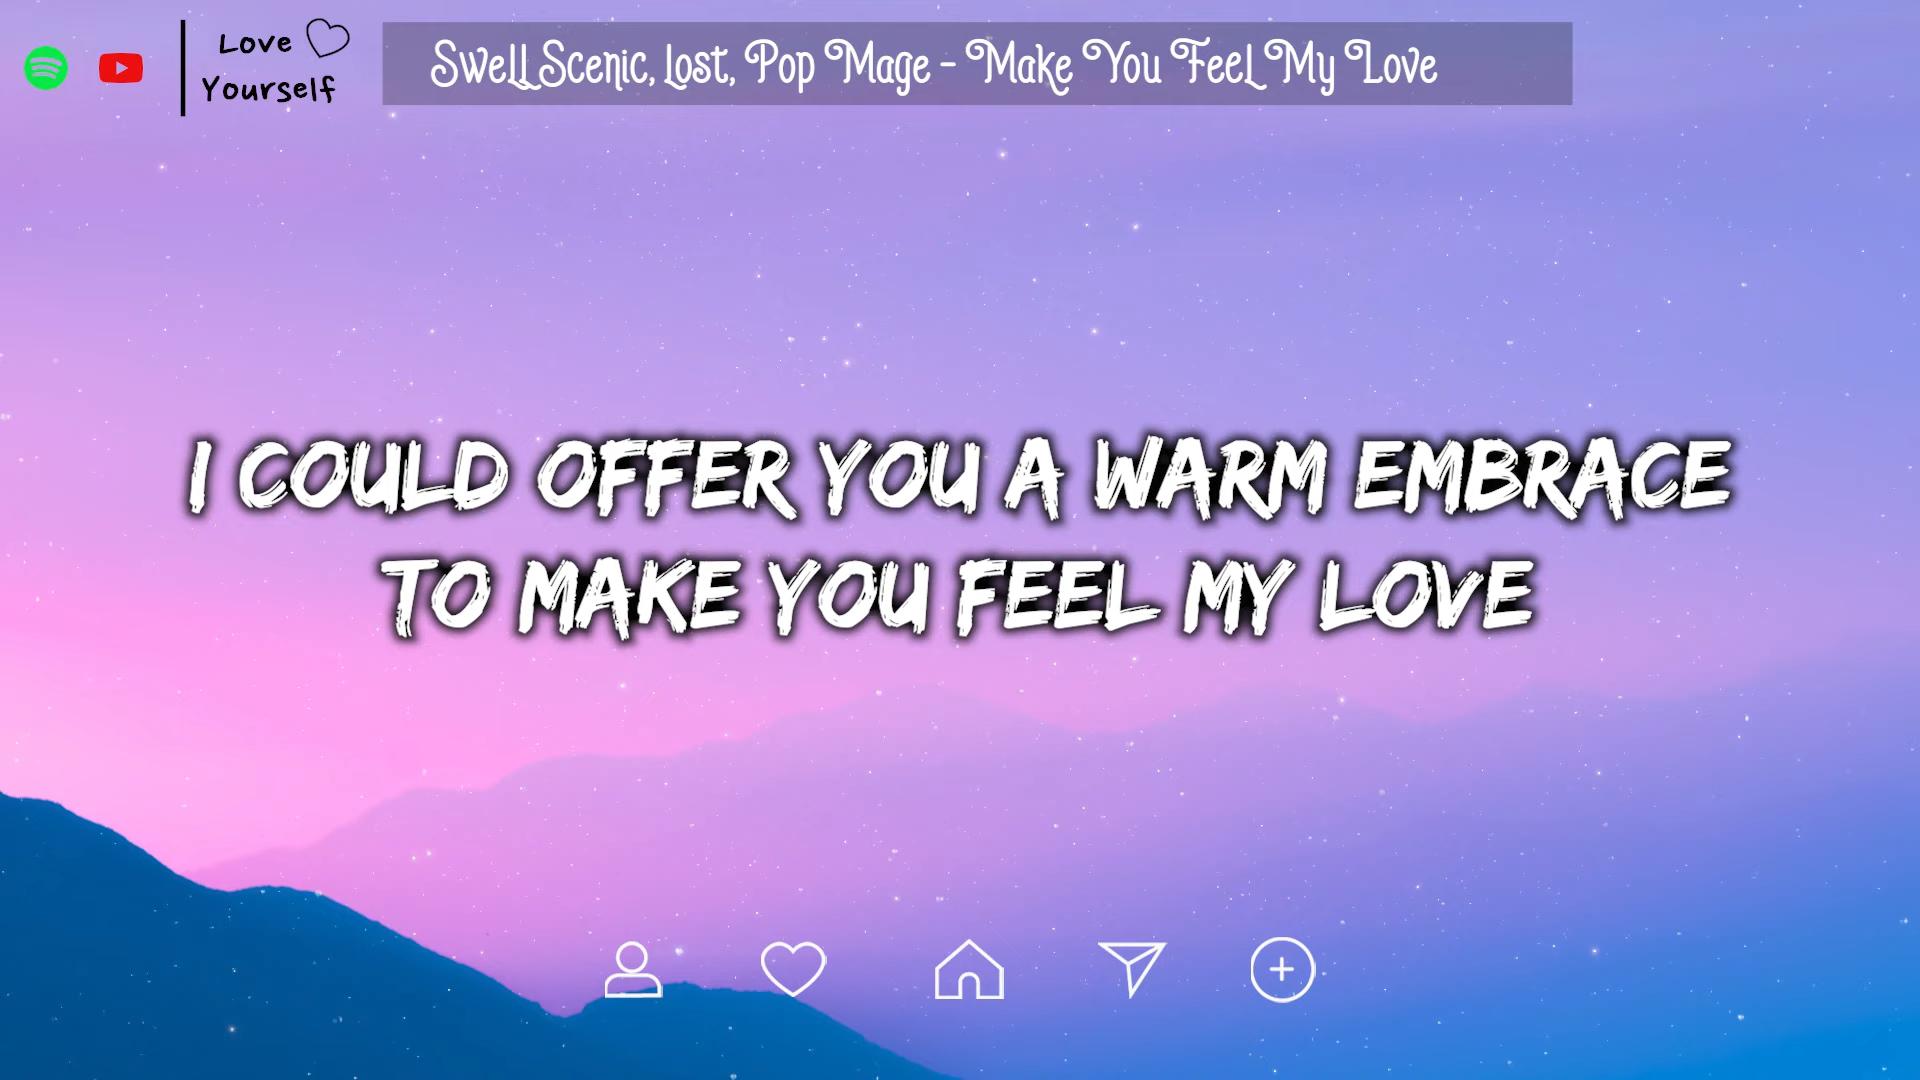 Love
Yourself
Swell Scenic, Lost, Pop Mage - Make You Feel My Love
I COULD OFFER YOU A WARM EMBRACE
TO MAKE YOU FEEL MY LOVE